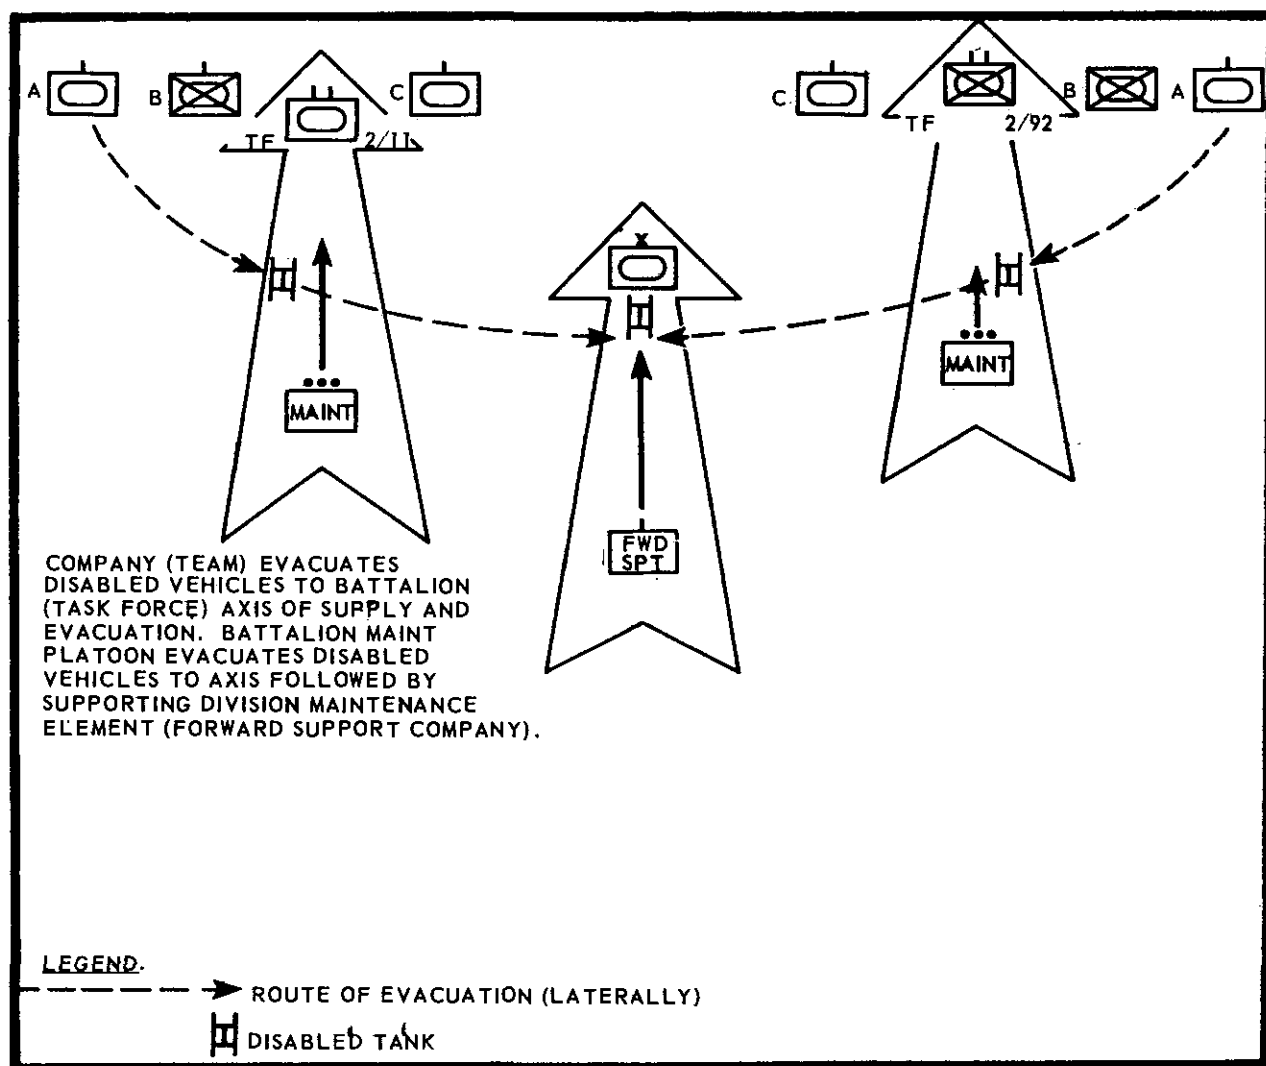 A
B
C
TF 2/11
C
B
A
TF 2/92
X
MAINT
MAINT
FWD
SPT
COMPANY (TEAM) EVACUATES
DISABLED VEHICLES TO BATTALION
(TASK FORCE) AXIS OF SUPPLY AND
EVACUATION. BATTALION MAINT
PLATOON EVACUATES DISABLED
VEHICLES TO AXIS FOLLOWED BY
SUPPORTING DIVISION MAINTENANCE
ELEMENT (FORWARD SUPPORT COMPANY).
LEGEND.
ROUTE OF EVACUATION (LATERALLY)
DISABLED TANK